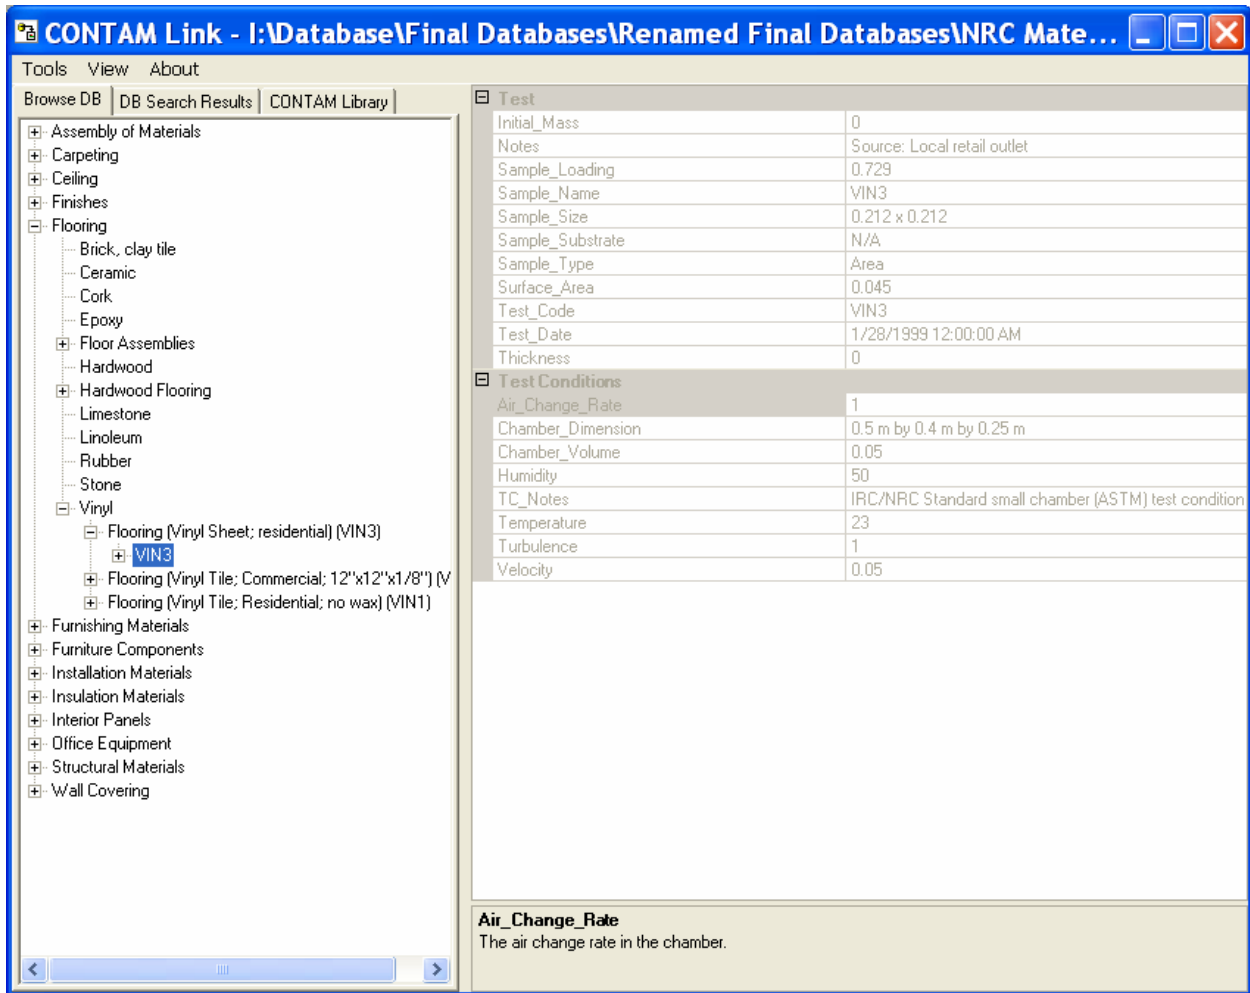 CONTAM Link - I:\Database\Final Databases\Renamed Final Databases\NRC Mate...
Tools View About
Browse DB DB Search Results CONTAM Library
Assembly of Materials
Carpeting
Ceiling
Finishes
Flooring
Brick, clay tile
Ceramic
Cork
Epoxy
Floor Assemblies
Hardwood
Hardwood Flooring
Limestone
Linoleum
Rubber
Stone
Vinyl
Flooring (Vinyl Sheet; residential) (VIN3)
VIN3
Flooring (Vinyl Tile; Commercial; 12"x12"x1/8") (V
Flooring (Vinyl Tile; Residential; no wax) (VIN1)
Furnishing Materials
Furniture Components
Installation Materials
Insulation Materials
Interior Panels
Office Equipment
Structural Materials
Wall Covering
Test
Initial_Mass 0
Notes Source: Local retail outlet
Sample_Loading 0.729
Sample_Name VIN3
Sample_Size 0.212 x 0.212
Sample_Substrate N/A
Sample_Type Area
Surface_Area 0.045
Test_Code VIN3
Test_Date 1/28/1999 12:00:00 AM
Thickness 0
Test Conditions
Air_Change_Rate 1
Chamber_Dimension 0.5 m by 0.4 m by 0.25 m
Chamber_Volume 0.05
Humidity 50
TC_Notes IRC/NRC Standard small chamber (ASTM) test condition
Temperature 23
Turbulence 1
Velocity 0.05
Air_Change_Rate
The air change rate in the chamber.